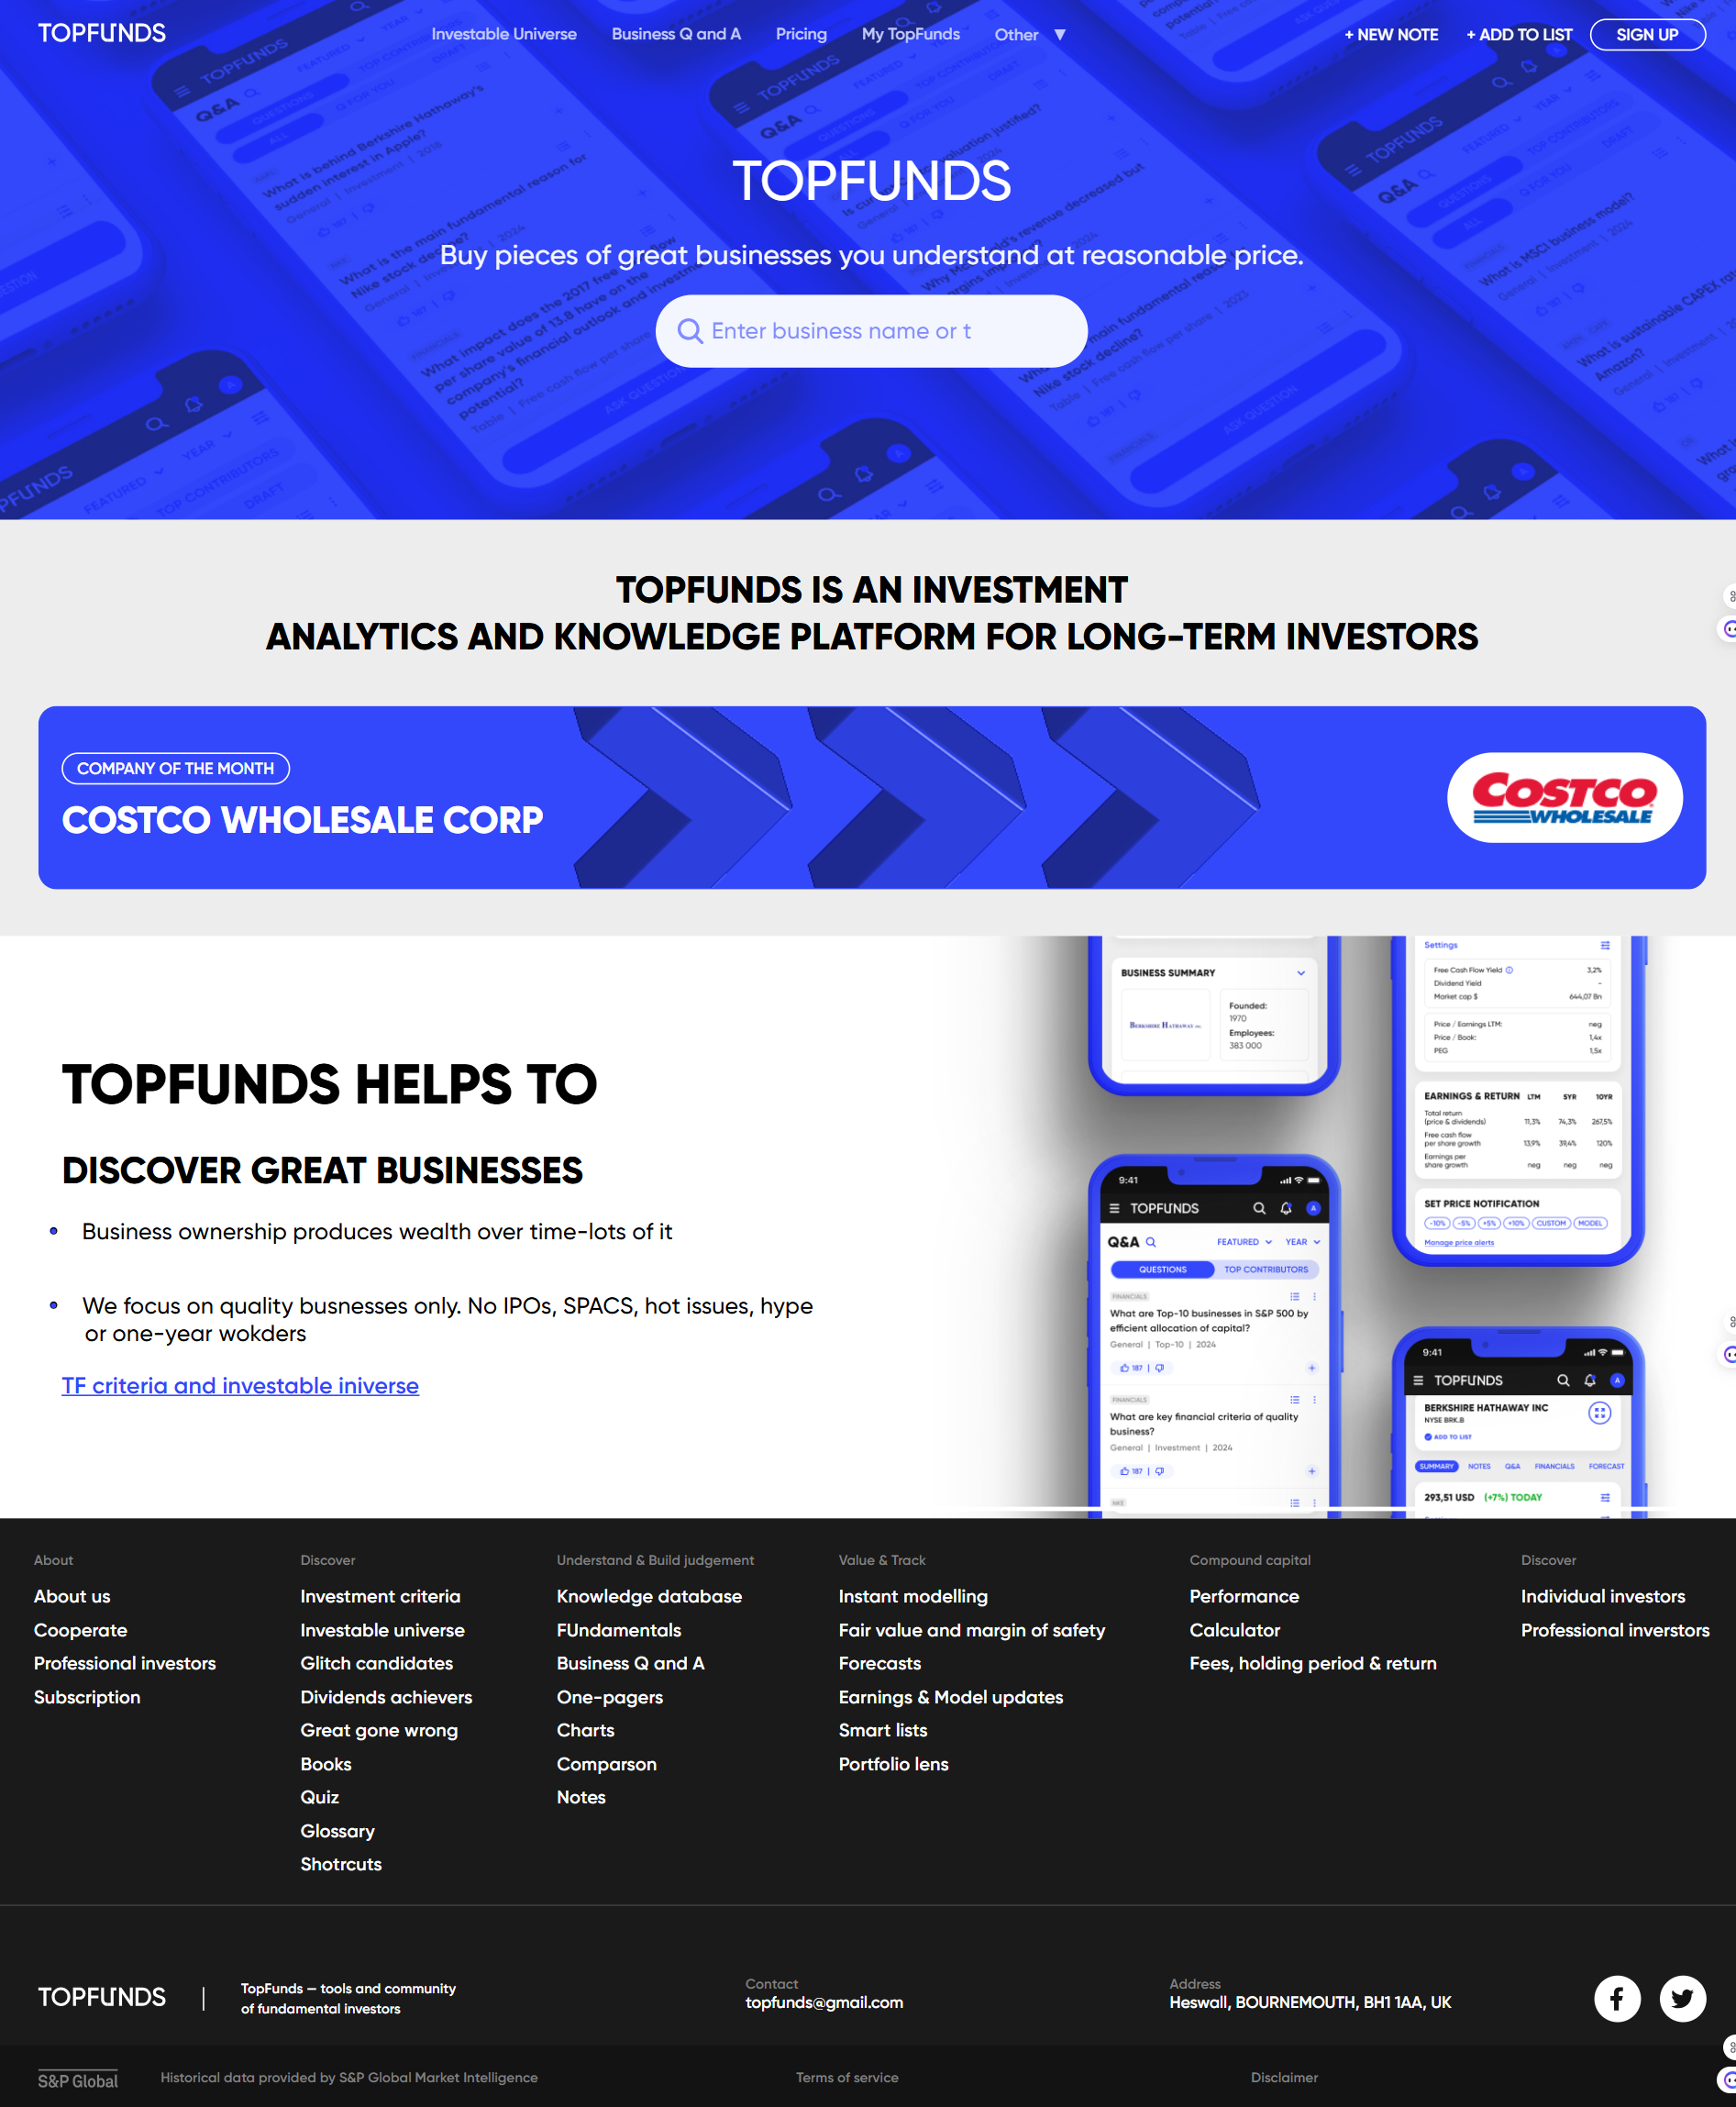 TOPFUNDS
Investable Universe
Business Q and A
Pricing
My TopFunds
Other ▼
+ NEW NOTE
+ ADD TO LIST
SIGN UP
TOPFUNDS
Buy pieces of great businesses you understand at reasonable price.
Enter business name or t
TOPFUNDS IS AN INVESTMENT
ANALYTICS AND KNOWLEDGE PLATFORM FOR LONG-TERM INVESTORS
COMPANY OF THE MONTH
COSTCO WHOLESALE CORP
COSTCO
WHOLESALE
TOPFUNDS HELPS TO
DISCOVER GREAT BUSINESSES
• Business ownership produces wealth over time-lots of it
• We focus on quality busnesses only. No IPOs, SPACS, hot issues, hype
or one-year wokders
TF criteria and investable iniverse
BUSINESS SUMMARY
BERKSHIRE HATHAWAY INC.
Founded:
1970
Employees:
383 000
Settings
Free Cash Flow Yield 3,2%
Dividend Yield -
Market cap $ 644,07 Bn
Price / Earnings LTM: neg
Price / Book: 1,4x
PEG 1,5x
EARNINGS & RETURN LTM 5YR 10YR
Total return
(price & dividends) 11,3% 74,3% 267,5%
Free cash flow
per share growth 13,9% 39,4% 120%
Earnings per
share growth neg neg neg
SET PRICE NOTIFICATION
-10% -5% +5% +10% CUSTOM MODEL
Manage price alerts
9:41
TOPFUNDS A
Q&A FEATURED YEAR
QUESTIONS TOP CONTRIBUTORS
FINANCIALS
What are Top-10 businesses in S&P 500 by
efficient allocation of capital?
General | Top-10 | 2024
187 |
FINANCIALS
What are key financial criteria of quality
business?
General | Investment | 2024
187 |
NKE
9:41
TOPFUNDS A
BERKSHIRE HATHAWAY INC
NYSE BRK.B
ADD TO LIST
SUMMARY NOTES Q&A FINANCIALS FORECAST
293,51 USD (+7%) TODAY
About
About us
Cooperate
Professional investors
Subscription
Discover
Investment criteria
Investable universe
Glitch candidates
Dividends achievers
Great gone wrong
Books
Quiz
Glossary
Shotrcuts
Understand & Build judgement
Knowledge database
FUndamentals
Business Q and A
One-pagers
Charts
Comparson
Notes
Value & Track
Instant modelling
Fair value and margin of safety
Forecasts
Earnings & Model updates
Smart lists
Portfolio lens
Compound capital
Performance
Calculator
Fees, holding period & return
Discover
Individual investors
Professional inverstors
TOPFUNDS
TopFunds — tools and community
of fundamental investors
Contact
topfunds@gmail.com
Address
Heswall, BOURNEMOUTH, BH1 1AA, UK
S&P Global
Historical data provided by S&P Global Market Intelligence
Terms of service
Disclaimer